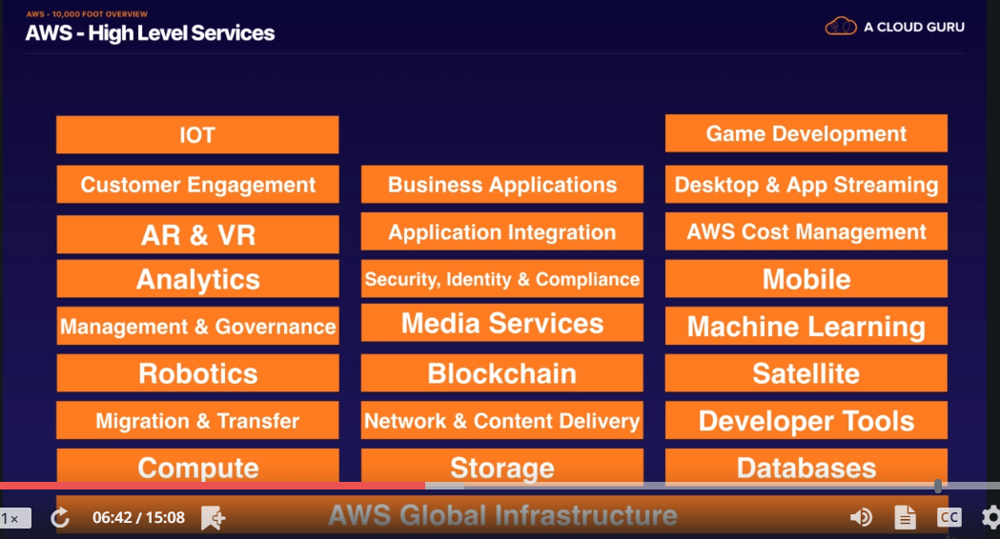 AWS - 10,000 FOOT OVERVIEW
AWS - High Level Services
A CLOUD GURU
IOT
Game Development
Customer Engagement
Business Applications
Desktop & App Streaming
AR & VR
Application Integration
AWS Cost Management
Analytics
Security, Identity & Compliance
Mobile
Management & Governance
Media Services
Machine Learning
Robotics
Blockchain
Satellite
Migration & Transfer
Network & Content Delivery
Developer Tools
Compute
Storage
Databases
AWS Global Infrastructure
1×
06:42 / 15:08
CC